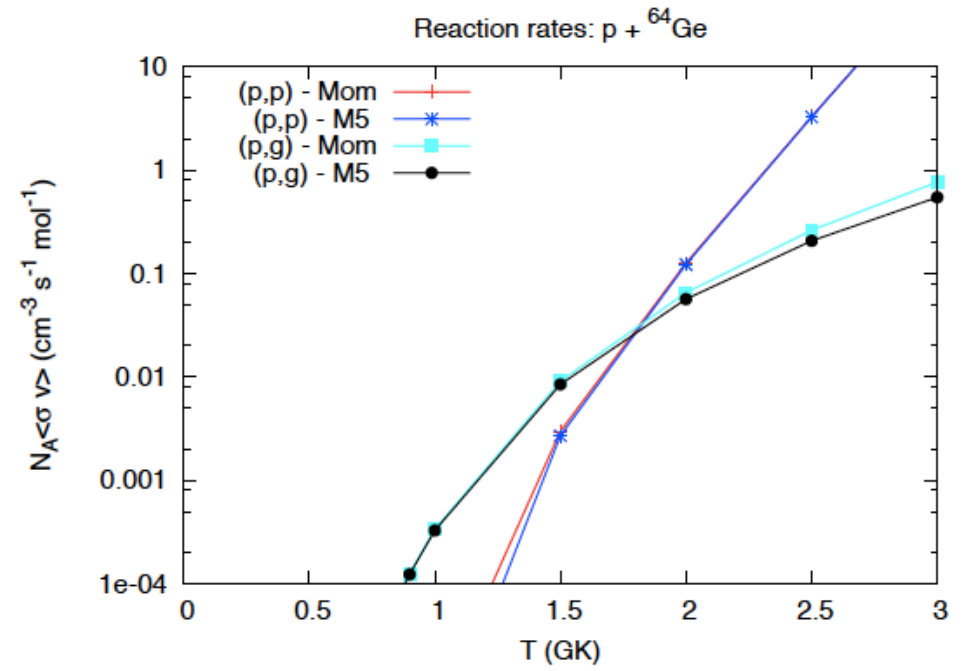 Reaction rates: p + ⁶⁴Ge
(p,p) - Mom
(p,p) - M5
(p,g) - Mom
(p,g) - M5
N_A<σ v> (cm⁻³ s⁻¹ mol⁻¹)
10
1
0.1
0.01
0.001
1e-04
0 0.5 1 1.5 2 2.5 3
T (GK)